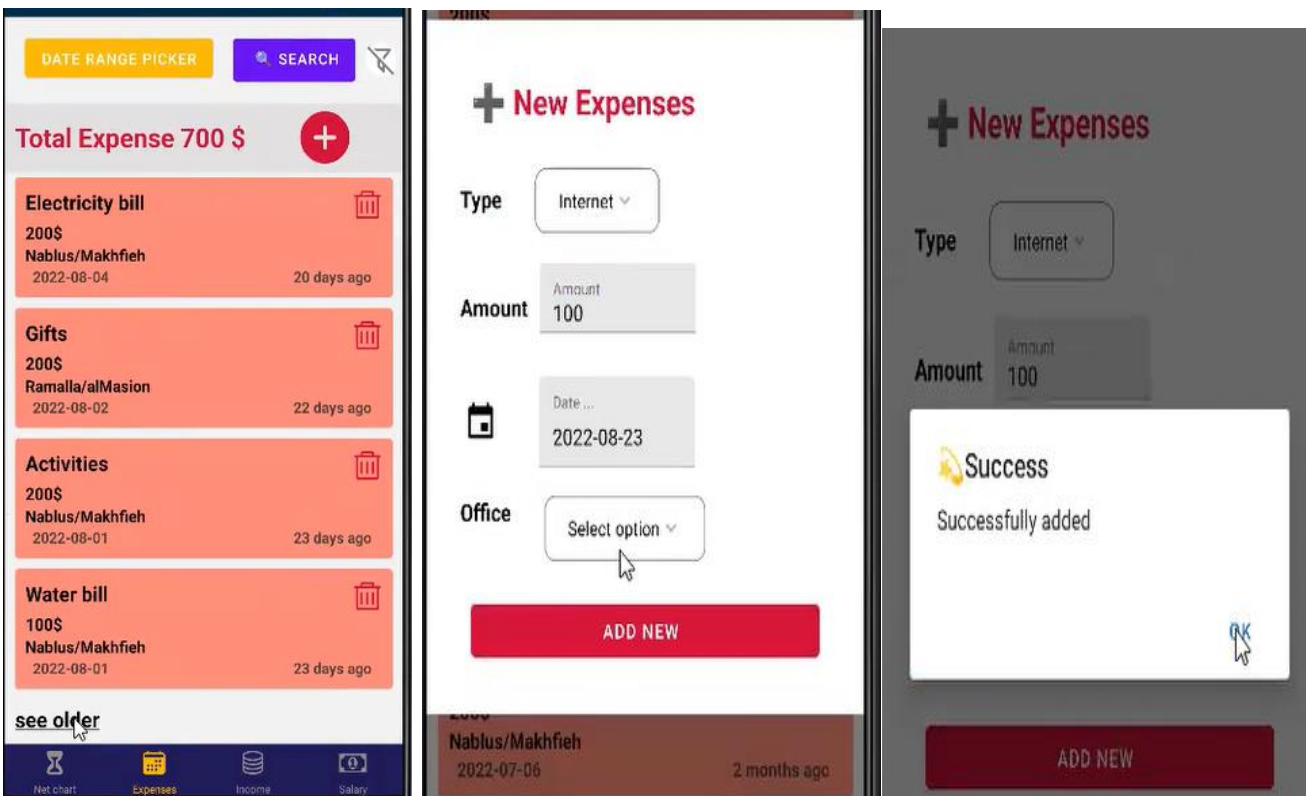 DATE RANGE PICKER
🔍 SEARCH
Total Expense 700 $
Electricity bill
200$
Nablus/Makhfieh
2022-08-04 20 days ago
Gifts
200$
Ramalla/alMasion
2022-08-02 22 days ago
Activities
200$
Nablus/Makhfieh
2022-08-01 23 days ago
Water bill
100$
Nablus/Makhfieh
2022-08-01 23 days ago
see older
Net chart Expenses Income Salary
200$
➕ New Expenses
Type Internet
Amount
Amount 100
Date ...
2022-08-23
Office Select option
ADD NEW
200$
Nablus/Makhfieh
2022-07-06 2 months ago
➕ New Expenses
Type Internet
Amount
Amount 100
💫Success
Successfully added
OK
ADD NEW